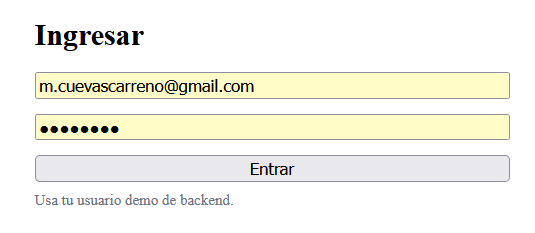 Ingresar
m.cuevascarreno@gmail.com
●●●●●●●●
Entrar
Usa tu usuario demo de backend.